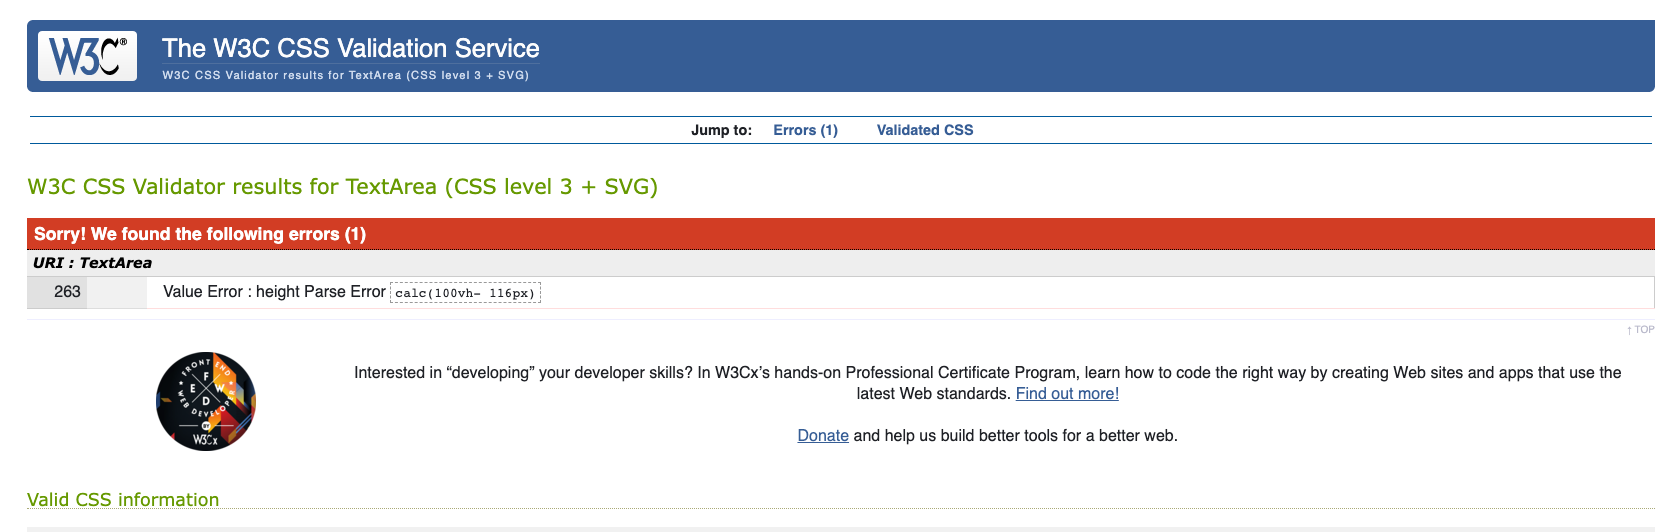 W3C®
The W3C CSS Validation Service
W3C CSS Validator results for TextArea (CSS level 3 + SVG)
Jump to: Errors (1) Validated CSS
W3C CSS Validator results for TextArea (CSS level 3 + SVG)
Sorry! We found the following errors (1)
URI : TextArea
263 Value Error : height Parse Error calc(100vh- 116px)
↑ TOP
FRONT END
WEB DEVELOPER
F
E W
D
BY
W3Cx
Interested in “developing” your developer skills? In W3Cx’s hands-on Professional Certificate Program, learn how to code the right way by creating Web sites and apps that use the
latest Web standards. Find out more!
Donate and help us build better tools for a better web.
Valid CSS information